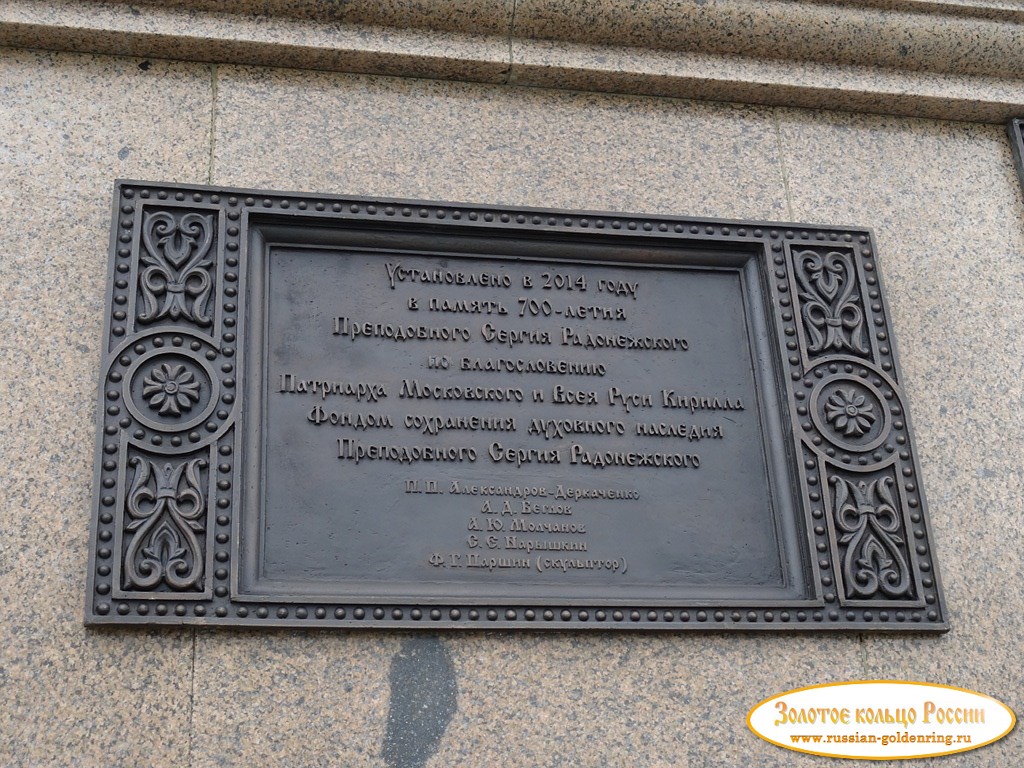 Установлено в 2014 году
в память 700-летия
Преподобного Сергия Радонежского
по благословению
Патриарха Московского и Всея Руси Кирилла
Фондом сохранения духовного наследия
Преподобного Сергия Радонежского
П. П. Александров-Деркаченко
А. Д. Беглов
А. Ю. Молчанов
С. Е. Нарышкин
Ф. Г. Паршин (скульптор)
Золотое кольцо России
www.russian-goldenring.ru